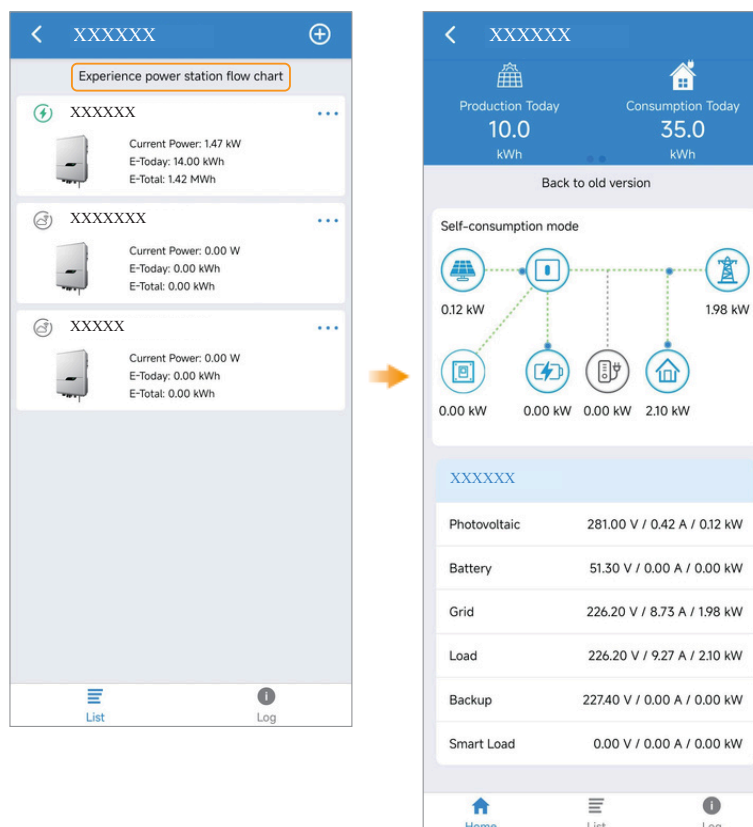 XXXXXX
Experience power station flow chart
XXXXXX
Current Power: 1.47 kW
E-Today: 14.00 kWh
E-Total: 1.42 MWh
XXXXXXX
Current Power: 0.00 W
E-Today: 0.00 kWh
E-Total: 0.00 kWh
XXXXX
Current Power: 0.00 W
E-Today: 0.00 kWh
E-Total: 0.00 kWh
List
Log
XXXXXX
Production Today
Consumption Today
10.0
35.0
kWh
kWh
Back to old version
Self-consumption mode
0.12 kW
1.98 kW
0.00 kW
0.00 kW
0.00 kW
2.10 kW
XXXXXX
Photovoltaic 281.00 V / 0.42 A / 0.12 kW
Battery 51.30 V / 0.00 A / 0.00 kW
Grid 226.20 V / 8.73 A / 1.98 kW
Load 226.20 V / 9.27 A / 2.10 kW
Backup 227.40 V / 0.00 A / 0.00 kW
Smart Load 0.00 V / 0.00 A / 0.00 kW
Home
List
Log